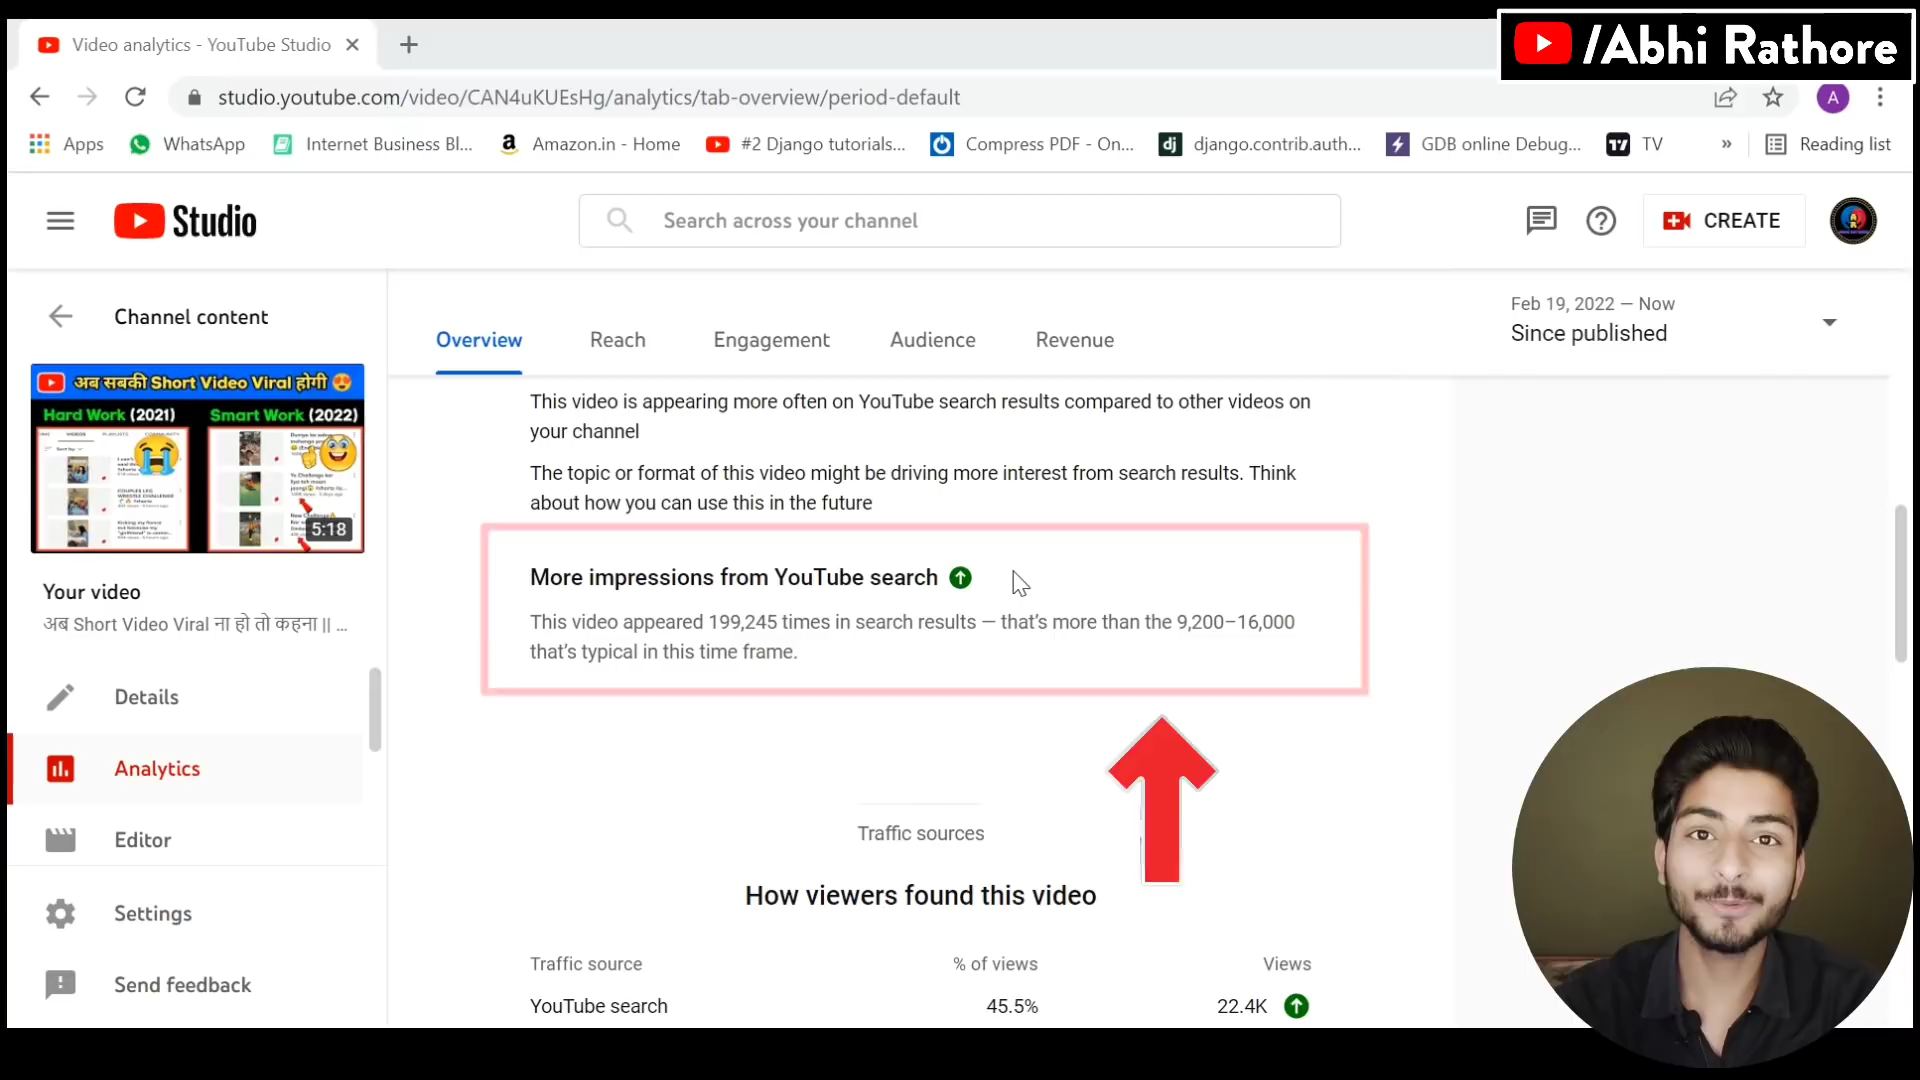 Video analytics - YouTube Studio
/Abhi Rathore
studio.youtube.com/video/CAN4uKUEsHg/analytics/tab-overview/period-default
A
Apps WhatsApp Internet Business Bl... Amazon.in - Home #2 Django tutorials... Compress PDF - On... django.contrib.auth... GDB online Debug... TV » Reading list
Studio
Search across your channel
CREATE
Channel content
Overview Reach Engagement Audience Revenue
Feb 19, 2022 – Now
Since published
अब सबकी Short Video Viral होगी
Hard Work (2021) Smart Work (2022)
5:18
Your video
अब Short Video Viral ना हो तो कहना || ...
Details
Analytics
Editor
Settings
Send feedback
This video is appearing more often on YouTube search results compared to other videos on
your channel
The topic or format of this video might be driving more interest from search results. Think
about how you can use this in the future
More impressions from YouTube search
This video appeared 199,245 times in search results — that's more than the 9,200–16,000
that's typical in this time frame.
Traffic sources
How viewers found this video
Traffic source % of views Views
YouTube search 45.5% 22.4K